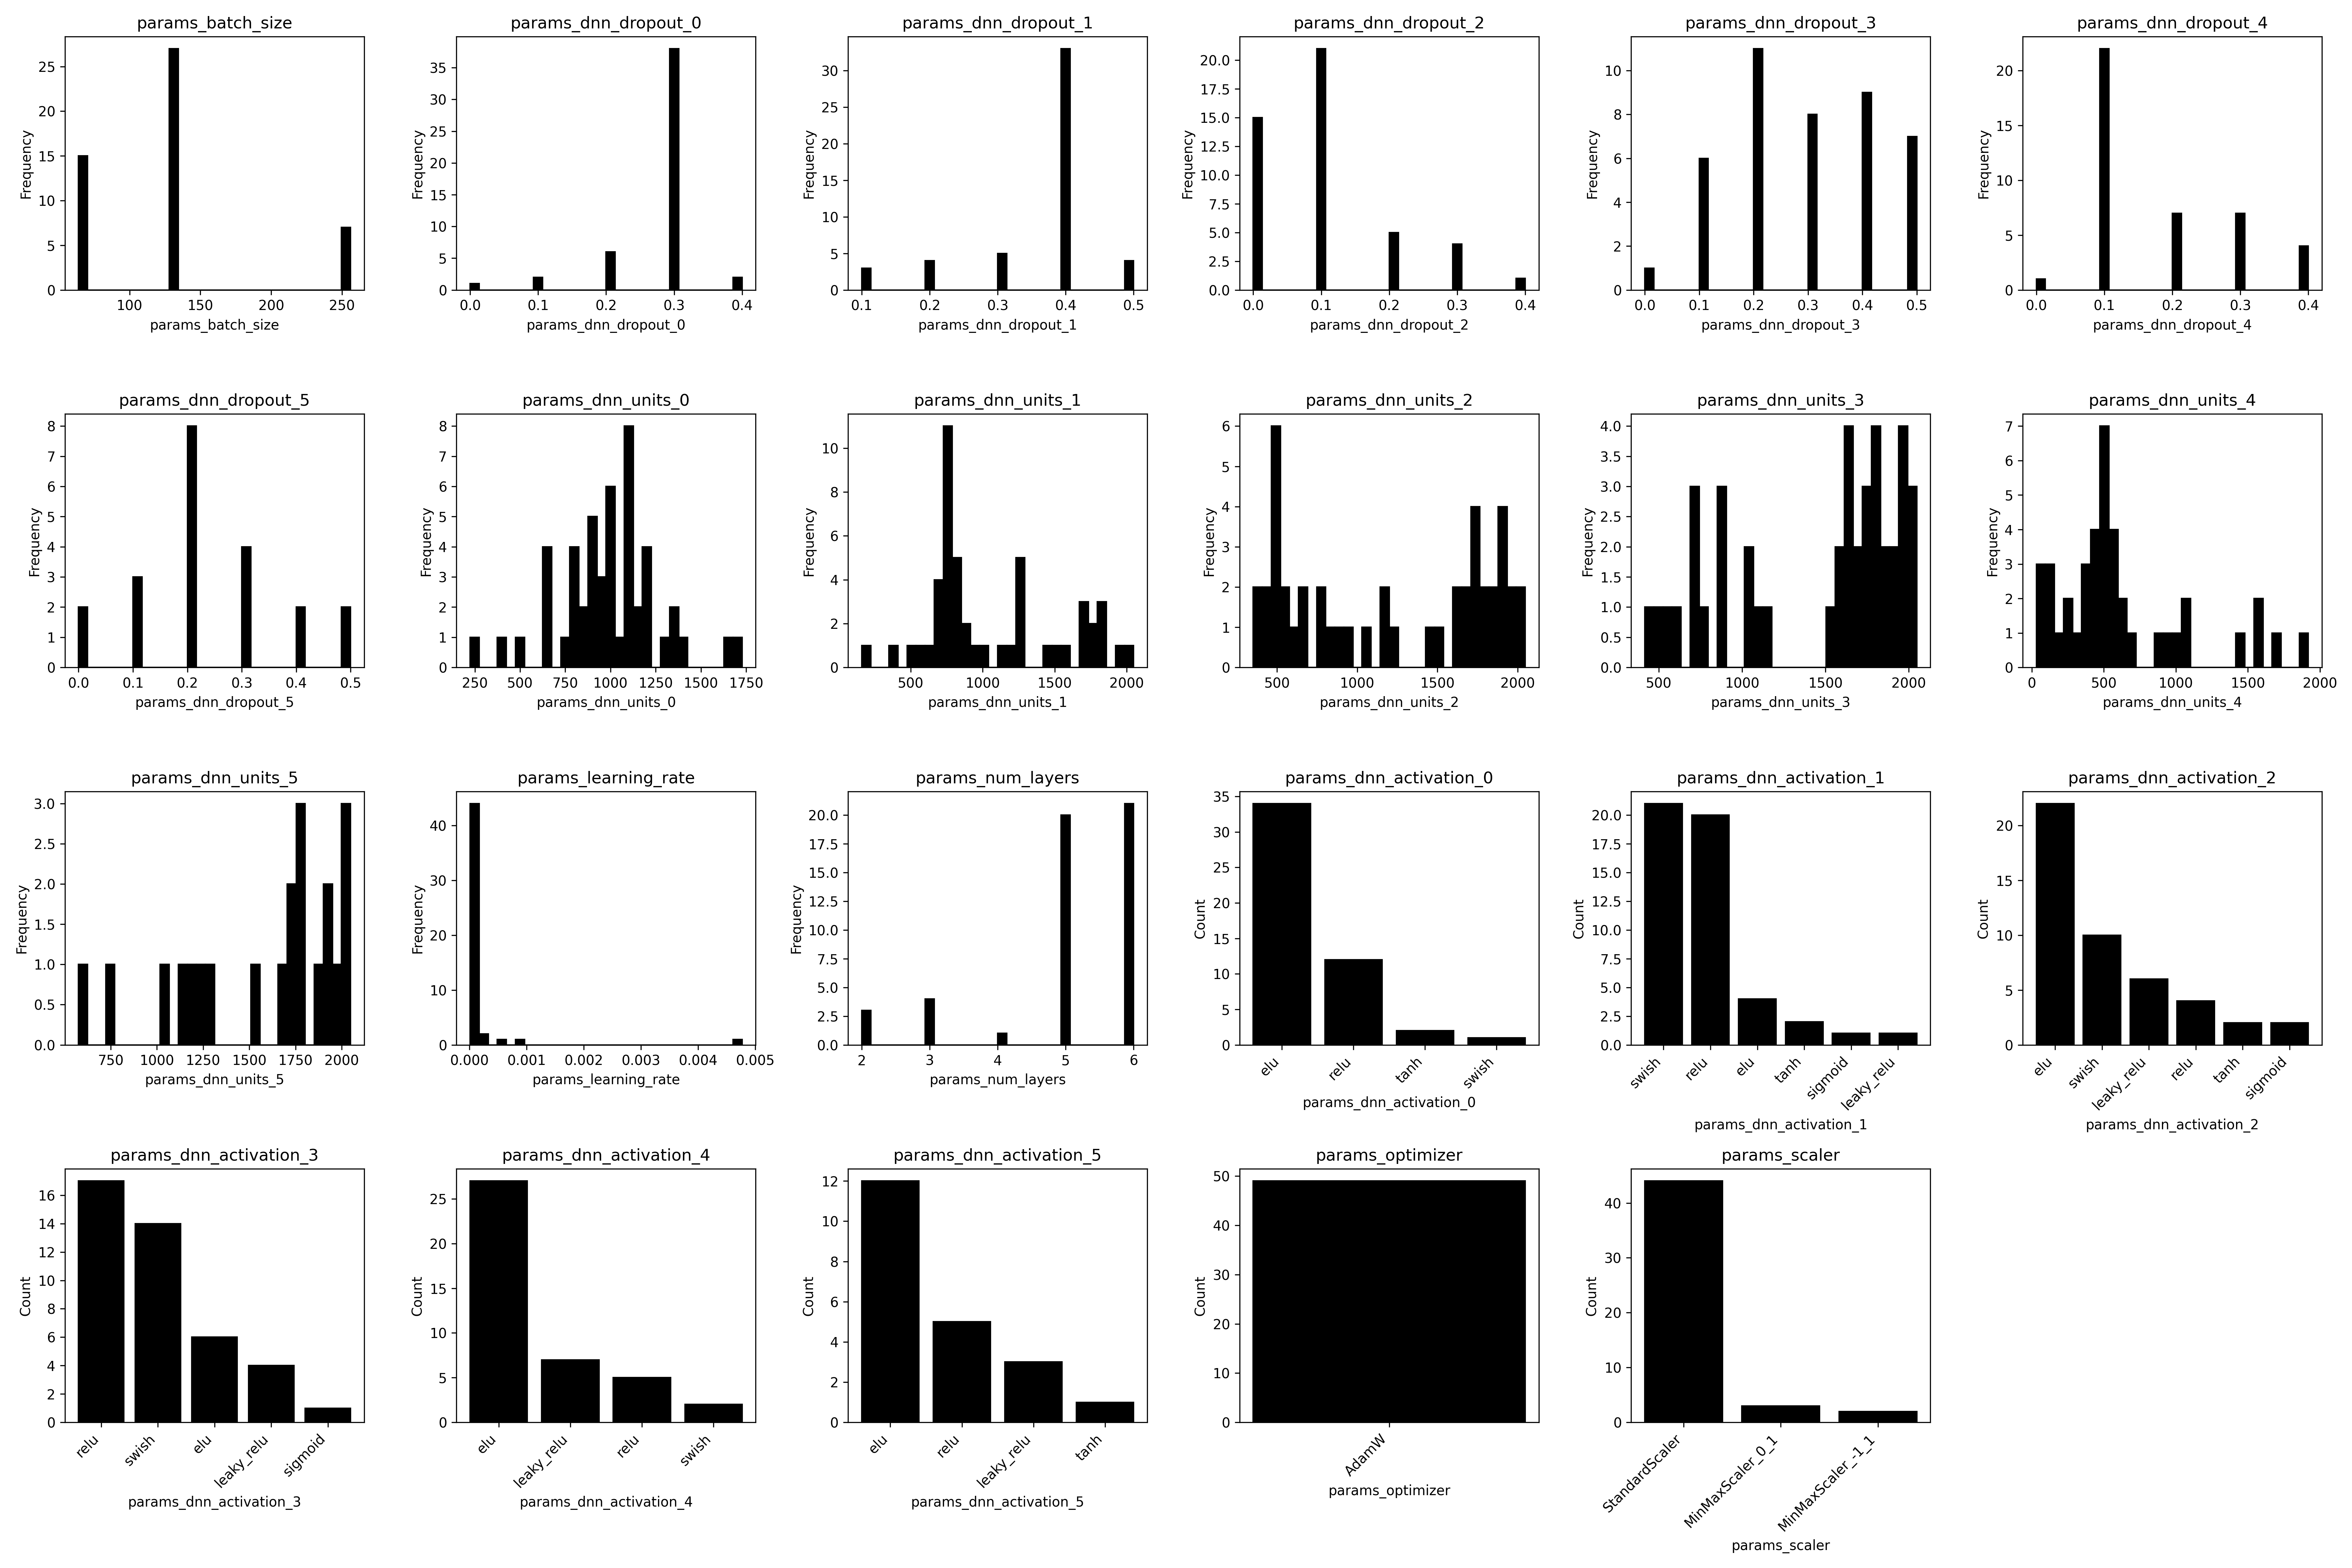 params_batch_size
Frequency
25
20
15
10
5
0
100 150 200 250
params_batch_size
params_dnn_dropout_0
Frequency
35
30
25
20
15
10
5
0
0.0 0.1 0.2 0.3 0.4
params_dnn_dropout_0
params_dnn_dropout_1
Frequency
30
25
20
15
10
5
0
0.1 0.2 0.3 0.4 0.5
params_dnn_dropout_1
params_dnn_dropout_2
Frequency
20.0
17.5
15.0
12.5
10.0
7.5
5.0
2.5
0.0
0.0 0.1 0.2 0.3 0.4
params_dnn_dropout_2
params_dnn_dropout_3
Frequency
10
8
6
4
2
0
0.0 0.1 0.2 0.3 0.4 0.5
params_dnn_dropout_3
params_dnn_dropout_4
Frequency
20
15
10
5
0
0.0 0.1 0.2 0.3 0.4
params_dnn_dropout_4
params_dnn_dropout_5
Frequency
8
7
6
5
4
3
2
1
0
0.0 0.1 0.2 0.3 0.4 0.5
params_dnn_dropout_5
params_dnn_units_0
Frequency
8
7
6
5
4
3
2
1
0
250 500 750 1000 1250 1500 1750
params_dnn_units_0
params_dnn_units_1
Frequency
10
8
6
4
2
0
500 1000 1500 2000
params_dnn_units_1
params_dnn_units_2
Frequency
6
5
4
3
2
1
0
500 1000 1500 2000
params_dnn_units_2
params_dnn_units_3
Frequency
4.0
3.5
3.0
2.5
2.0
1.5
1.0
0.5
0.0
500 1000 1500 2000
params_dnn_units_3
params_dnn_units_4
Frequency
7
6
5
4
3
2
1
0
0 500 1000 1500 2000
params_dnn_units_4
params_dnn_units_5
Frequency
3.0
2.5
2.0
1.5
1.0
0.5
0.0
750 1000 1250 1500 1750 2000
params_dnn_units_5
params_learning_rate
Frequency
40
30
20
10
0
0.000 0.001 0.002 0.003 0.004 0.005
params_learning_rate
params_num_layers
Frequency
20.0
17.5
15.0
12.5
10.0
7.5
5.0
2.5
0.0
2 3 4 5 6
params_num_layers
params_dnn_activation_0
Count
35
30
25
20
15
10
5
0
elu relu tanh swish
params_dnn_activation_0
params_dnn_activation_1
Count
20.0
17.5
15.0
12.5
10.0
7.5
5.0
2.5
0.0
swish relu elu tanh sigmoid leaky_relu
params_dnn_activation_1
params_dnn_activation_2
Count
20
15
10
5
0
elu swish leaky_relu relu tanh sigmoid
params_dnn_activation_2
params_dnn_activation_3
Count
16
14
12
10
8
6
4
2
0
relu swish elu leaky_relu sigmoid
params_dnn_activation_3
params_dnn_activation_4
Count
25
20
15
10
5
0
elu leaky_relu relu swish
params_dnn_activation_4
params_dnn_activation_5
Count
12
10
8
6
4
2
0
elu relu leaky_relu tanh
params_dnn_activation_5
params_optimizer
Count
50
40
30
20
10
0
AdamW
params_optimizer
params_scaler
Count
40
30
20
10
0
StandardScaler MinMaxScaler_0_1 MinMaxScaler_-1_1
params_scaler